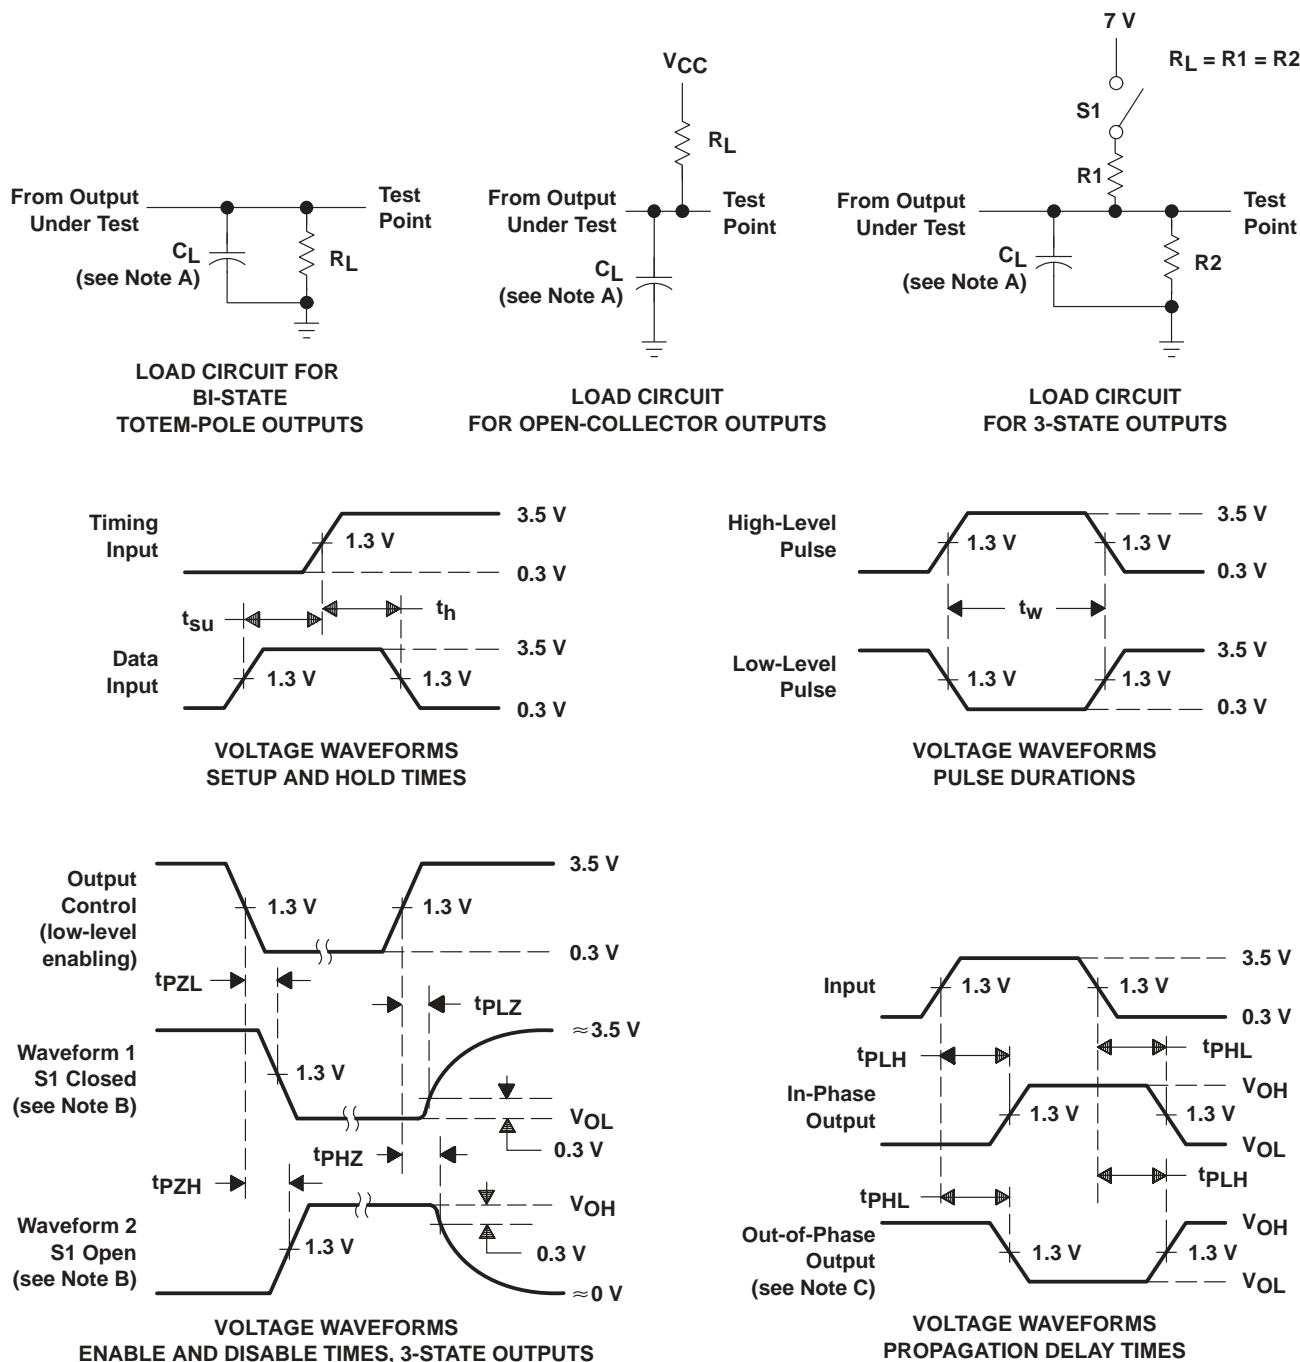 From Output
Under Test
Test
Point
CL
(see Note A)
RL
LOAD CIRCUIT FOR
BI-STATE
TOTEM-POLE OUTPUTS
VCC
RL
From Output
Under Test
Test
Point
CL
(see Note A)
LOAD CIRCUIT
FOR OPEN-COLLECTOR OUTPUTS
7 V
RL = R1 = R2
S1
R1
From Output
Under Test
Test
Point
CL
(see Note A)
R2
LOAD CIRCUIT
FOR 3-STATE OUTPUTS
Timing
Input
3.5 V
1.3 V
0.3 V
tsu
th
Data
Input
3.5 V
1.3 V
1.3 V
0.3 V
VOLTAGE WAVEFORMS
SETUP AND HOLD TIMES
High-Level
Pulse
3.5 V
1.3 V
1.3 V
0.3 V
tw
Low-Level
Pulse
3.5 V
1.3 V
1.3 V
0.3 V
VOLTAGE WAVEFORMS
PULSE DURATIONS
Output
Control
(low-level
enabling)
3.5 V
1.3 V
1.3 V
0.3 V
tPZL
tPLZ
Waveform 1
S1 Closed
(see Note B)
≈3.5 V
1.3 V
VOL
0.3 V
tPHZ
tPZH
Waveform 2
S1 Open
(see Note B)
VOH
1.3 V
0.3 V
≈0 V
VOLTAGE WAVEFORMS
ENABLE AND DISABLE TIMES, 3-STATE OUTPUTS
Input
3.5 V
1.3 V
1.3 V
0.3 V
tPLH
tPHL
In-Phase
Output
VOH
1.3 V
1.3 V
VOL
tPHL
tPLH
Out-of-Phase
Output
(see Note C)
VOH
1.3 V
1.3 V
VOL
VOLTAGE WAVEFORMS
PROPAGATION DELAY TIMES